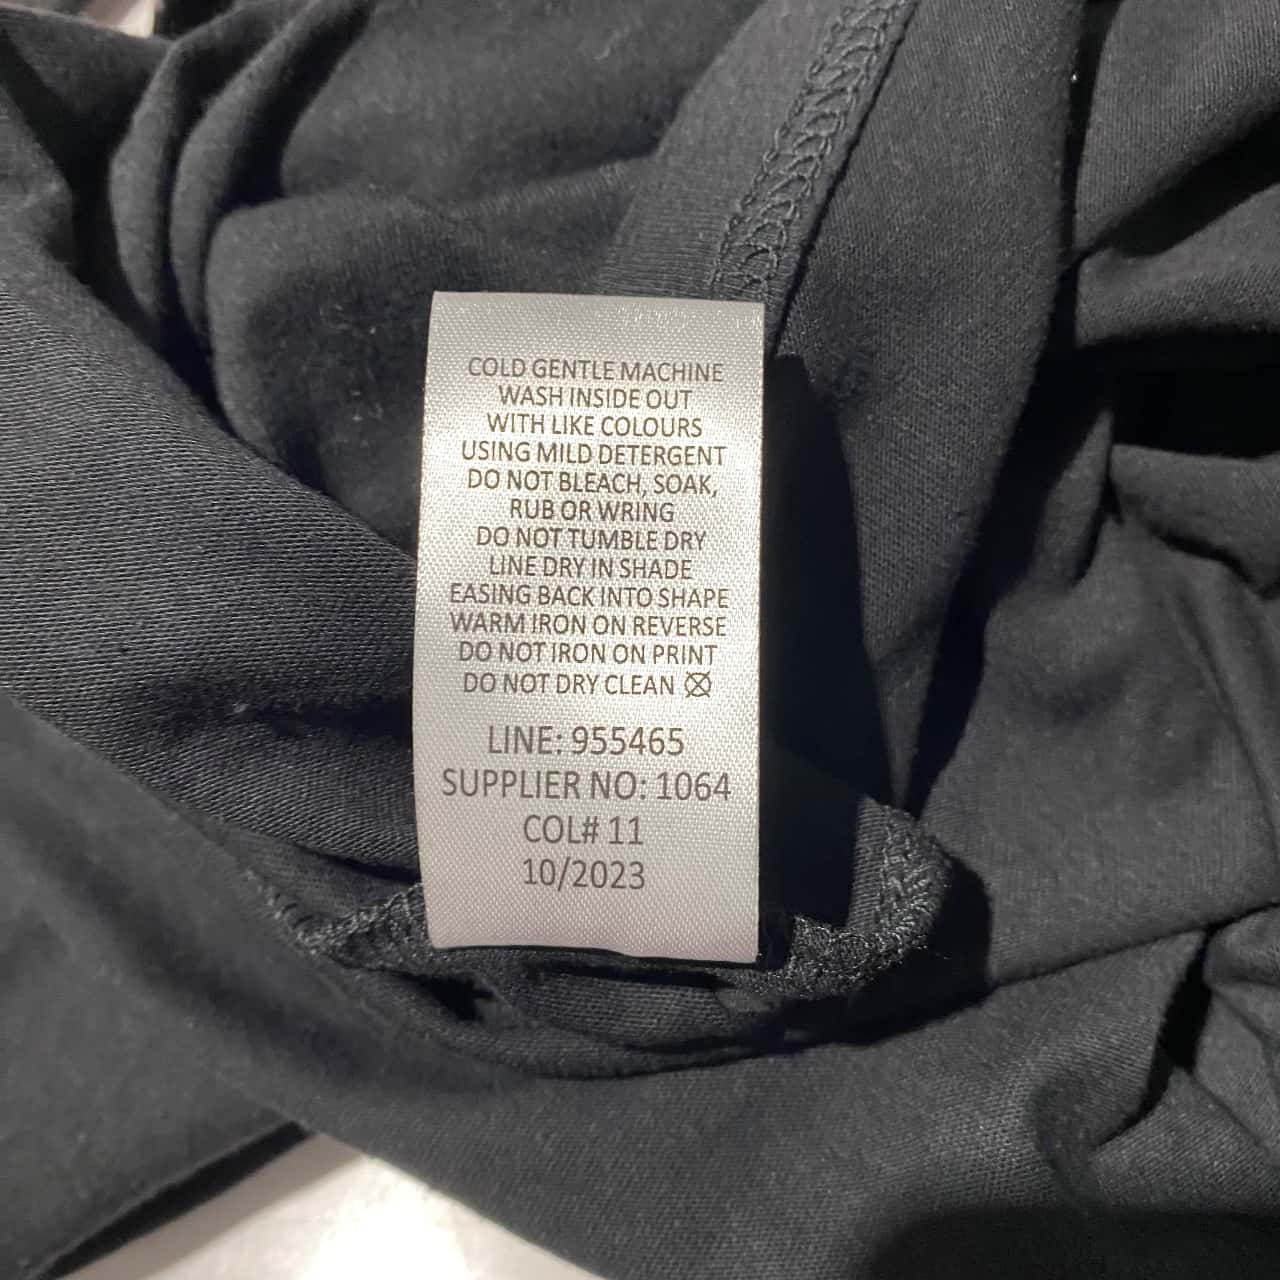 COLD GENTLE MACHINE
WASH INSIDE OUT
WITH LIKE COLOURS
USING MILD DETERGENT
DO NOT BLEACH, SOAK,
RUB OR WRING
DO NOT TUMBLE DRY
LINE DRY IN SHADE
EASING BACK INTO SHAPE
WARM IRON ON REVERSE
DO NOT IRON ON PRINT
DO NOT DRY CLEAN
LINE: 955465
SUPPLIER NO: 1064
COL# 11
10/2023